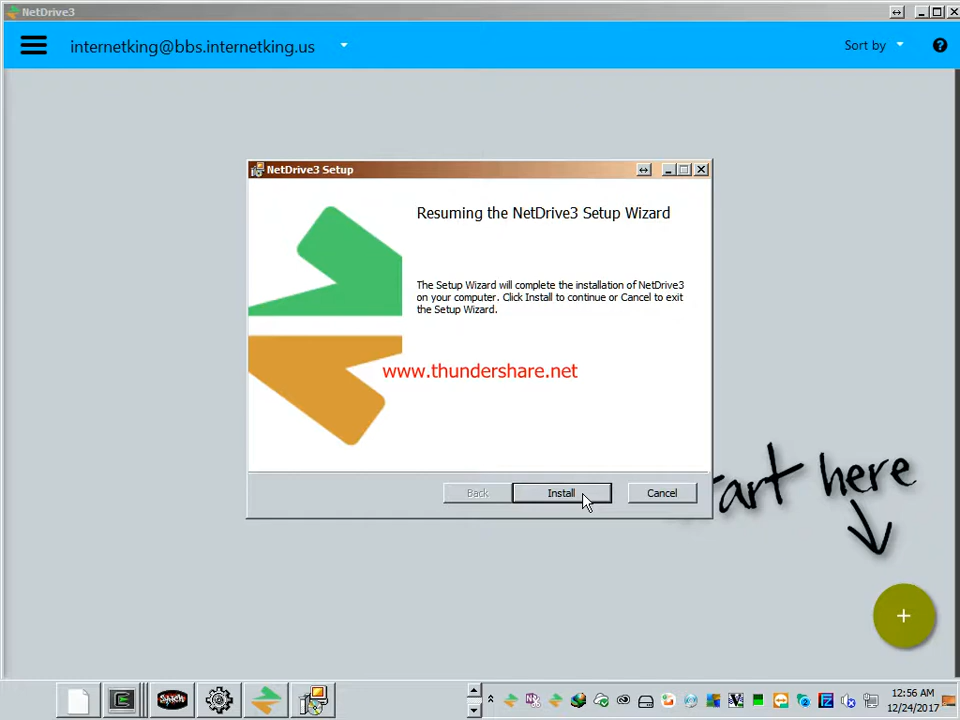 NetDrive3
internetking@bbs.internetking.us
Sort by
?
NetDrive3 Setup
Resuming the NetDrive3 Setup Wizard
The Setup Wizard will complete the installation of NetDrive3
on your computer. Click Install to continue or Cancel to exit
the Setup Wizard.
www.thundershare.net
Back
Install
Cancel
tart here
+
12:56 AM
12/24/2017